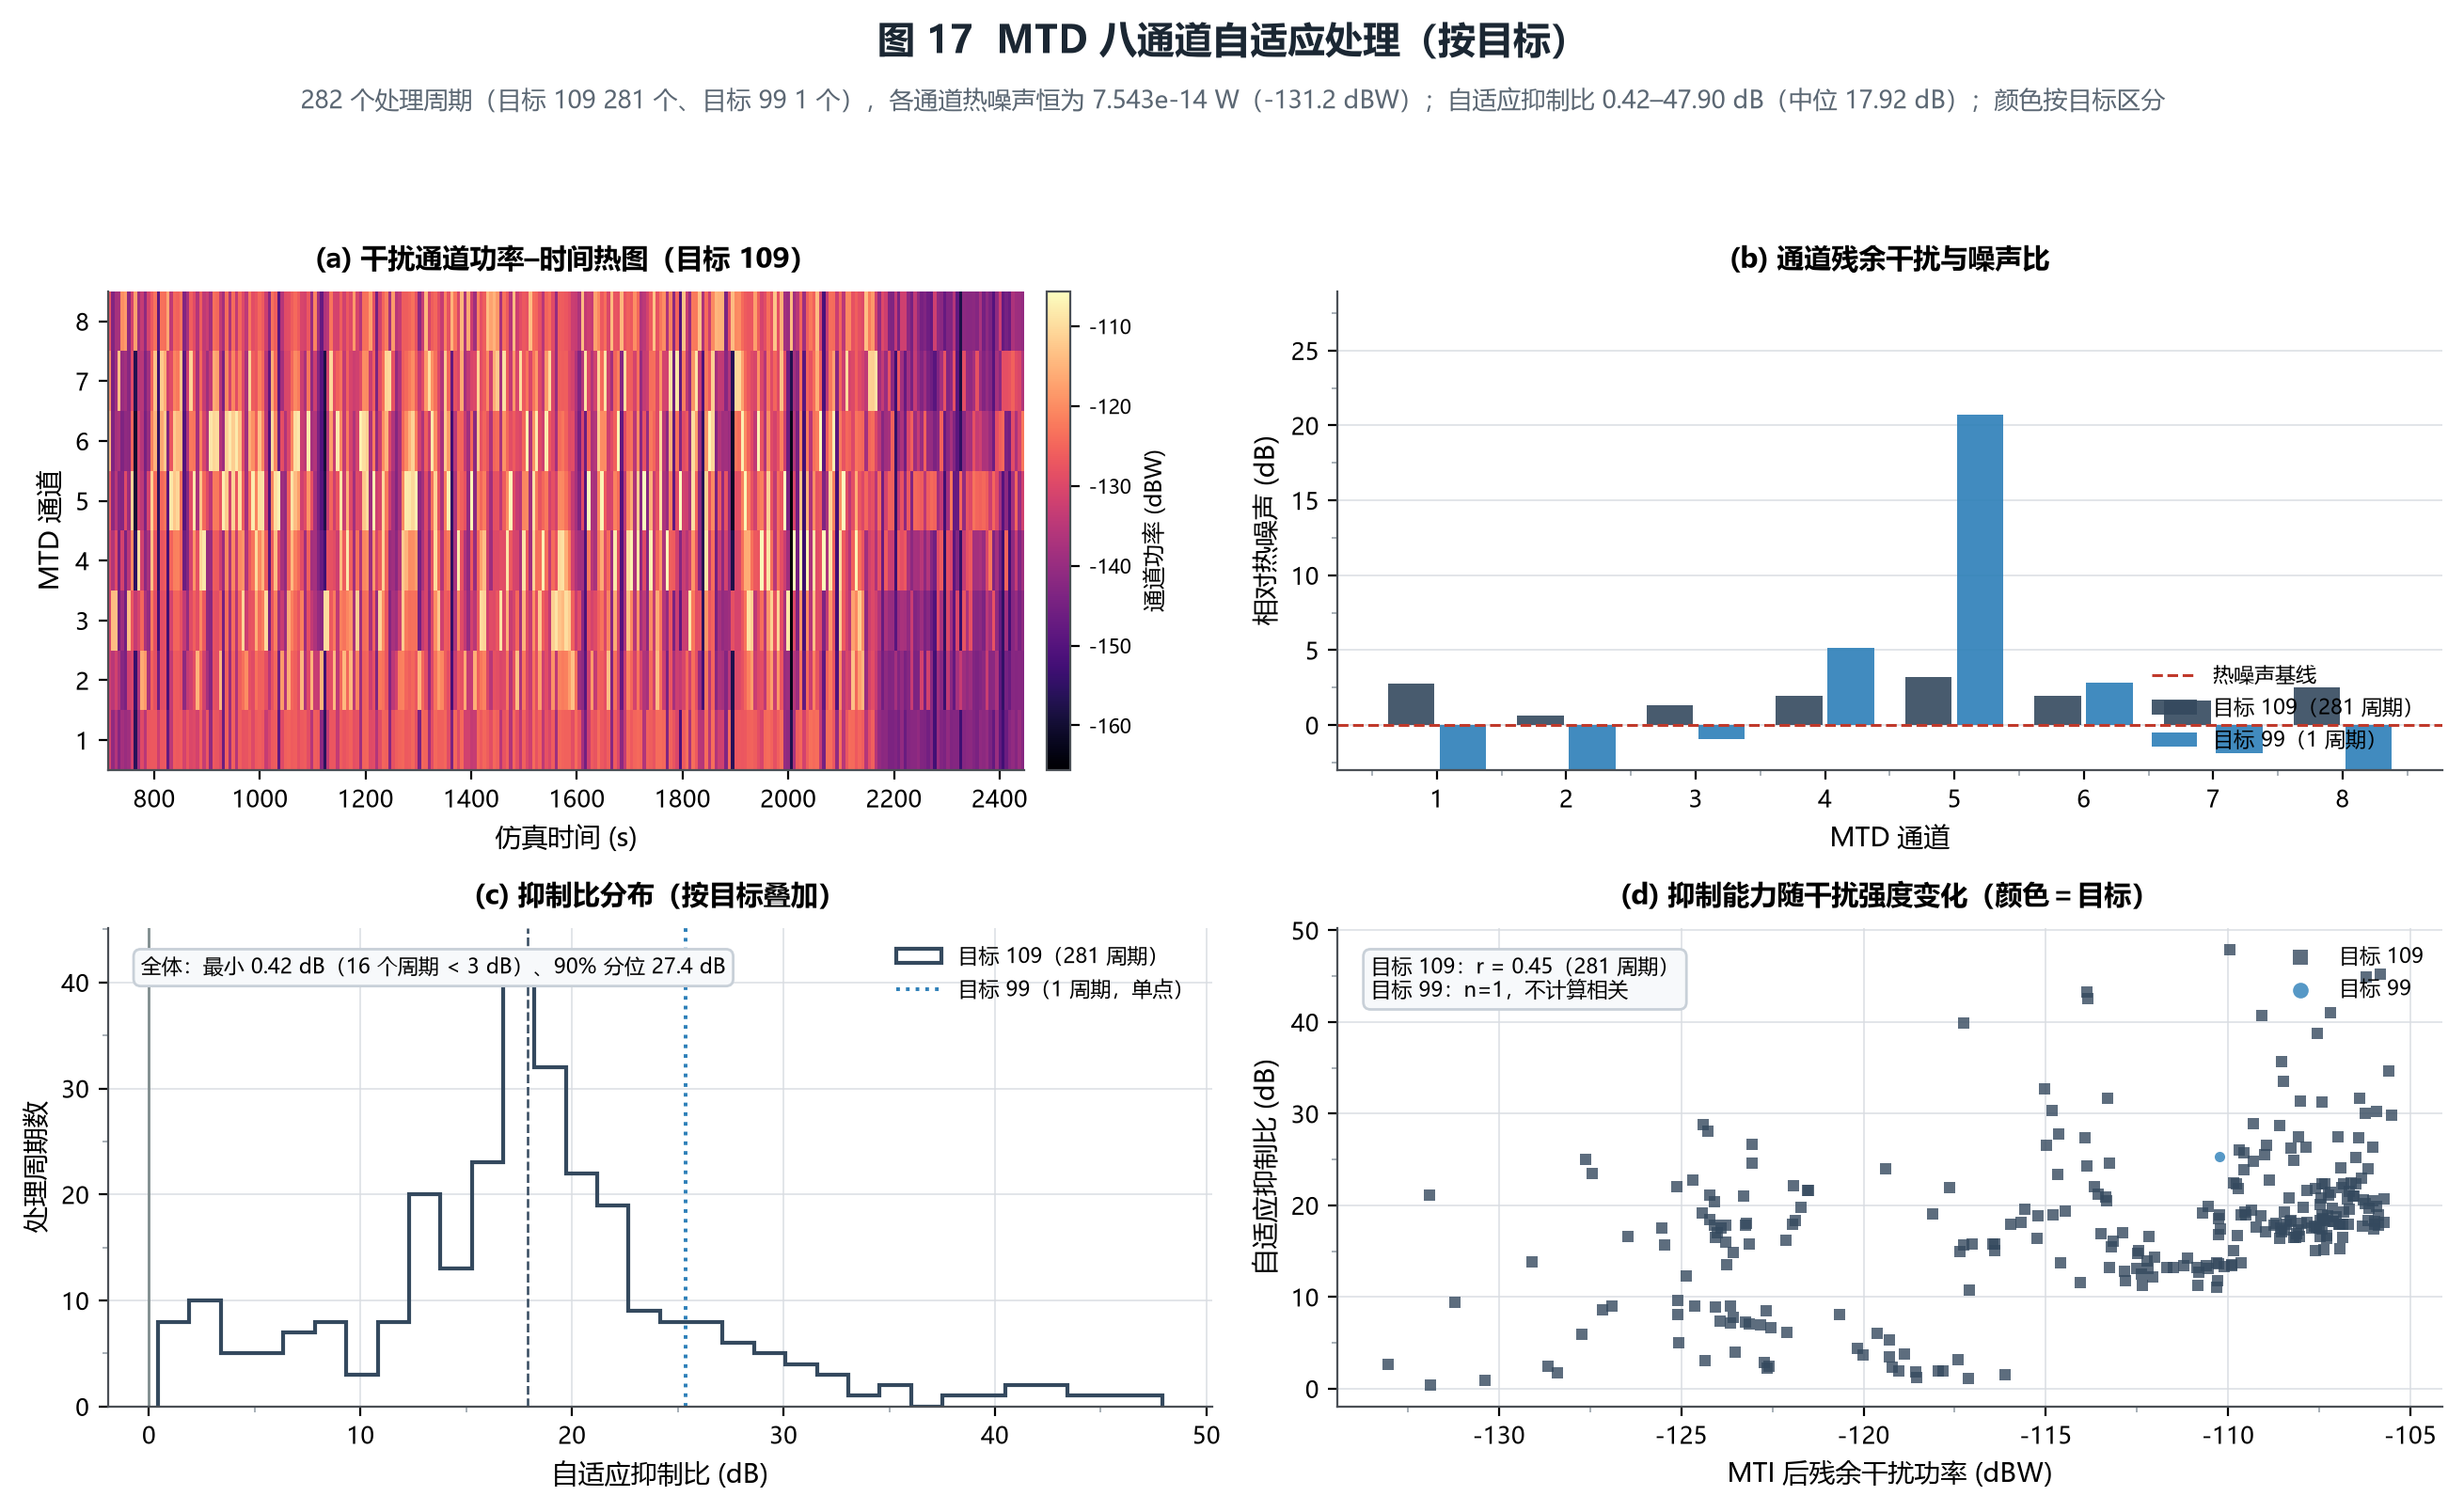 图 17  MTD 八通道自适应处理（按目标）
282 个处理周期（目标 109 281 个、目标 99 1 个），各通道热噪声恒为 7.543e-14 W（-131.2 dBW）；自适应抑制比 0.42–47.90 dB（中位 17.92 dB）；颜色按目标区分
(a) 干扰通道功率–时间热图（目标 109）
8
7
6
5
4
3
2
1
MTD 通道
800 1000 1200 1400 1600 1800 2000 2200 2400
仿真时间 (s)
-110
-120
-130
-140
-150
-160
通道功率 (dBW)
(b) 通道残余干扰与噪声比
25
20
15
10
5
0
相对热噪声 (dB)
热噪声基线
目标 109（281 周期）
目标 99（1 周期）
1 2 3 4 5 6 7 8
MTD 通道
(c) 抑制比分布（按目标叠加）
全体：最小 0.42 dB（16 个周期 < 3 dB）、90% 分位 27.4 dB
目标 109（281 周期）
目标 99（1 周期，单点）
40
30
20
10
0
处理周期数
0 10 20 30 40 50
自适应抑制比 (dB)
(d) 抑制能力随干扰强度变化（颜色＝目标）
目标 109：r = 0.45（281 周期）
目标 99：n=1，不计算相关
目标 109
目标 99
50
40
30
20
10
0
自适应抑制比 (dB)
-130 -125 -120 -115 -110 -105
MTI 后残余干扰功率 (dBW)